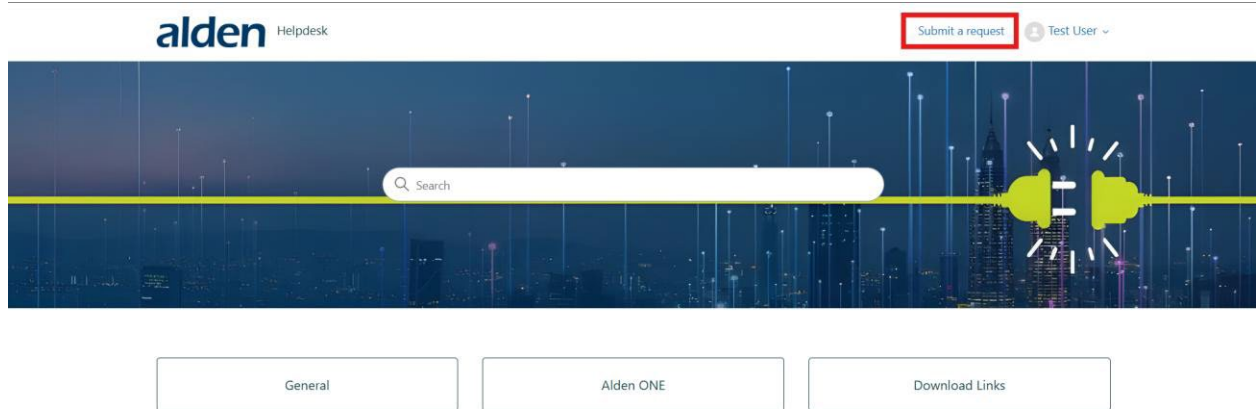 alden Helpdesk
Submit a request
Test User
Search
General
Alden ONE
Download Links